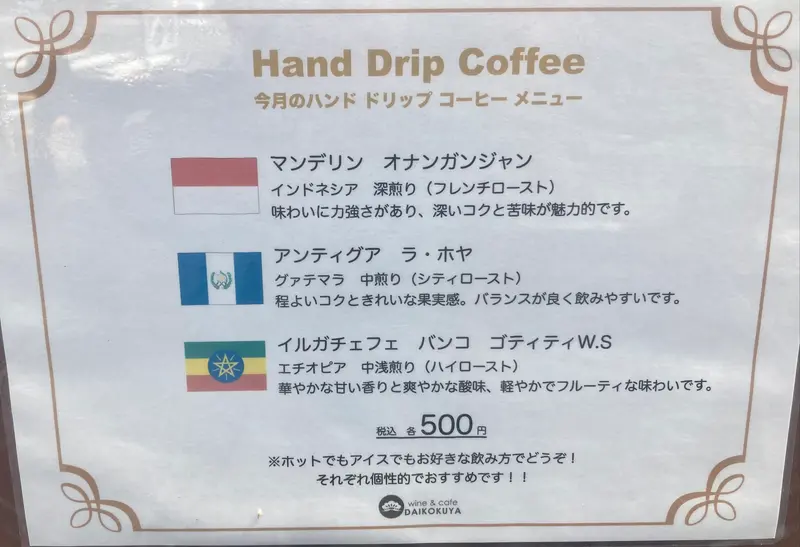 Hand Drip Coffee
今月のハンド ドリップ コーヒー メニュー
マンデリン　オナンガンジャン
インドネシア　深煎り（フレンチロースト）
味わいに力強さがあり、深いコクと苦味が魅力的です。
アンティグア　ラ・ホヤ
グァテマラ　中煎り（シティロースト）
程よいコクときれいな果実感。バランスが良く飲みやすいです。
イルガチェフェ　バンコ　ゴティティW.S
エチオピア　中浅煎り（ハイロースト）
華やかな甘い香りと爽やかな酸味、軽やかでフルーティな味わいです。
税込　各500円
※ホットでもアイスでもお好きな飲み方でどうぞ！
それぞれ個性的でおすすめです！！
wine & cafe
DAIKOKUYA